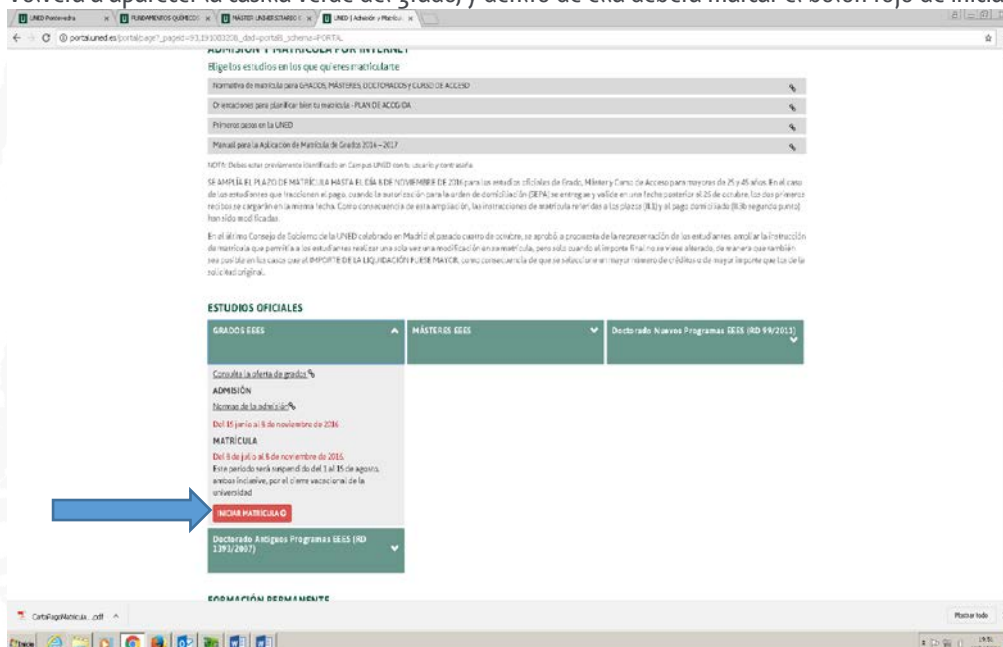 Volverá a aparecer la casilla verde del grado, y dentro de ella deberá marcar el botón rojo de inicia
UNED Pontevedra
FUNDAMENTOS QUÍMICOS
MÁSTER UNIVERSITARIO E
UNED | Admisión y Matrícu
ADMISIÓN Y MATRÍCULA POR INTERNET
Elige los estudios en los que quieres matricularte
Normativa de matrícula para GRADOS, MÁSTERES, DOCTORADOS y CURSO DE ACCESO
Orientaciones para planificar bien tu matrícula - PLAN DE ACOGIDA
Primeros pasos en la UNED
Manual para la Aplicación de Matrícula de Grados 2016 - 2017
NOTA: Debes estar previamente identificado en Campus UNED con tu usuario y contraseña
SE AMPLÍA EL PLAZO DE MATRÍCULA HASTA EL DÍA 8 DE NOVIEMBRE DE 2016 para los estudios oficiales de Grado, Máster y Curso de Acceso para mayores de 25 y 45 años. En el caso
de los estudiantes que fraccionen el pago, cuando la autorización para la orden de domiciliación (SEPA) se entregue y valide en una fecha posterior al 25 de octubre, los dos primeros
recibos se cargarán en la misma fecha. Como consecuencia de esta ampliación, las instrucciones de matrícula referidas a los plazos (II.1) y al pago domiciliado (II.3b segundo punto)
han sido modificadas.
En el último Consejo de Gobierno de la UNED celebrado en Madrid el pasado cuatro de octubre, se aprobó a propuesta de la representación de los estudiantes, ampliar la instrucción
de matrícula que permitía a los estudiantes realizar una sola vez una modificación en su matrícula, pero solo cuando el importe final no se viese alterado, de manera que también
sea posible en los casos que el IMPORTE DE LA LIQUIDACIÓN FUESE MAYOR, como consecuencia de que se seleccione un mayor número de créditos o de mayor importe que los de la
solicitud original.
ESTUDIOS OFICIALES
GRADOS EEES
MÁSTERES EEES
Doctorado Nuevos Programas EEES (RD 99/2011)
Consulta la oferta de grados
ADMISIÓN
Normas de la admisión
Del 15 junio al 8 de noviembre de 2016
MATRÍCULA
Del 6 de julio al 8 de noviembre de 2016.
Este periodo será suspendido del 1 al 15 de agosto,
ambos inclusive, por el cierre vacacional de la
universidad
INICIAR MATRÍCULA
Doctorado Antiguos Programas EEES (RD
1393/2007)
FORMACIÓN PERMANENTE
CartaPagoMatricula....pdf
Mostrar todo
Inicio